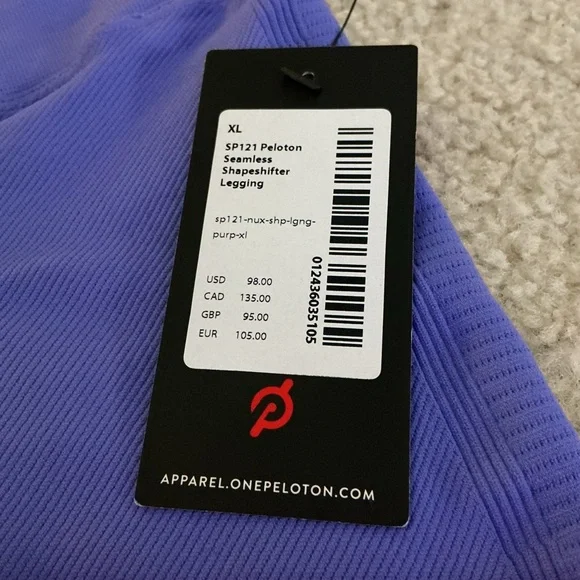 XL
SP121 Peloton
Seamless
Shapeshifter
Legging
sp121-nux-shp-lgng-
purp-xl
USD 98.00
CAD 135.00
GBP 95.00
EUR 105.00
012436035105
APPAREL.ONEPELOTON.COM